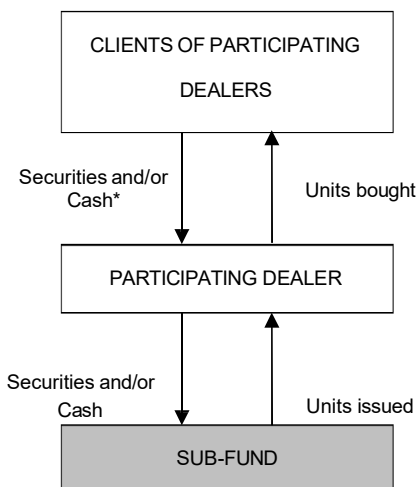 CLIENTS OF PARTICIPATING
DEALERS
Securities and/or
Cash*
Units bought
PARTICIPATING DEALER
Securities and/or
Cash
Units issued
SUB-FUND